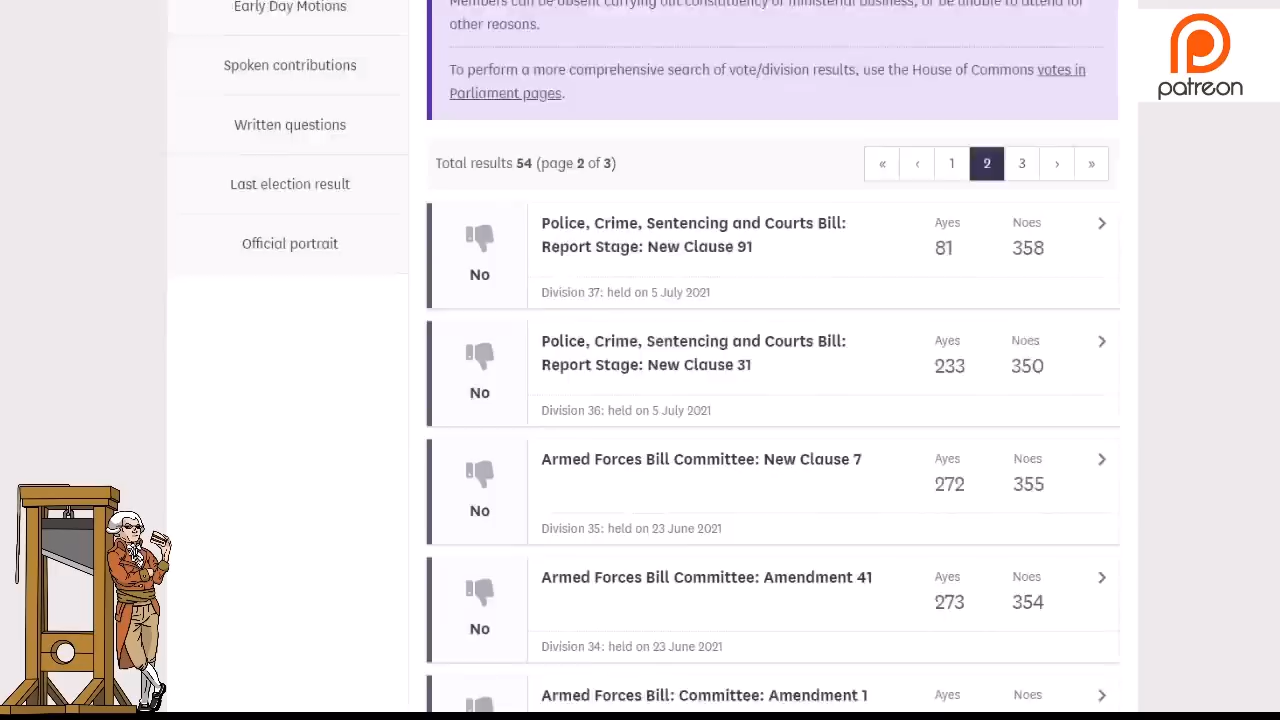 Early Day Motions
Spoken contributions
Written questions
Last election result
Official portrait
Members can be absent carrying out constituency or ministerial business, or be unable to attend for
other reasons.
To perform a more comprehensive search of vote/division results, use the House of Commons votes in
Parliament pages.
Total results 54 (page 2 of 3)
« ‹ 1 2 3 › »
Police, Crime, Sentencing and Courts Bill:
Report Stage: New Clause 91
Ayes Noes
81 358
No
Division 37: held on 5 July 2021
Police, Crime, Sentencing and Courts Bill:
Report Stage: New Clause 31
Ayes Noes
233 350
No
Division 36: held on 5 July 2021
Armed Forces Bill Committee: New Clause 7
Ayes Noes
272 355
No
Division 35: held on 23 June 2021
Armed Forces Bill Committee: Amendment 41
Ayes Noes
273 354
No
Division 34: held on 23 June 2021
Armed Forces Bill: Committee: Amendment 1
Ayes Noes
patreon